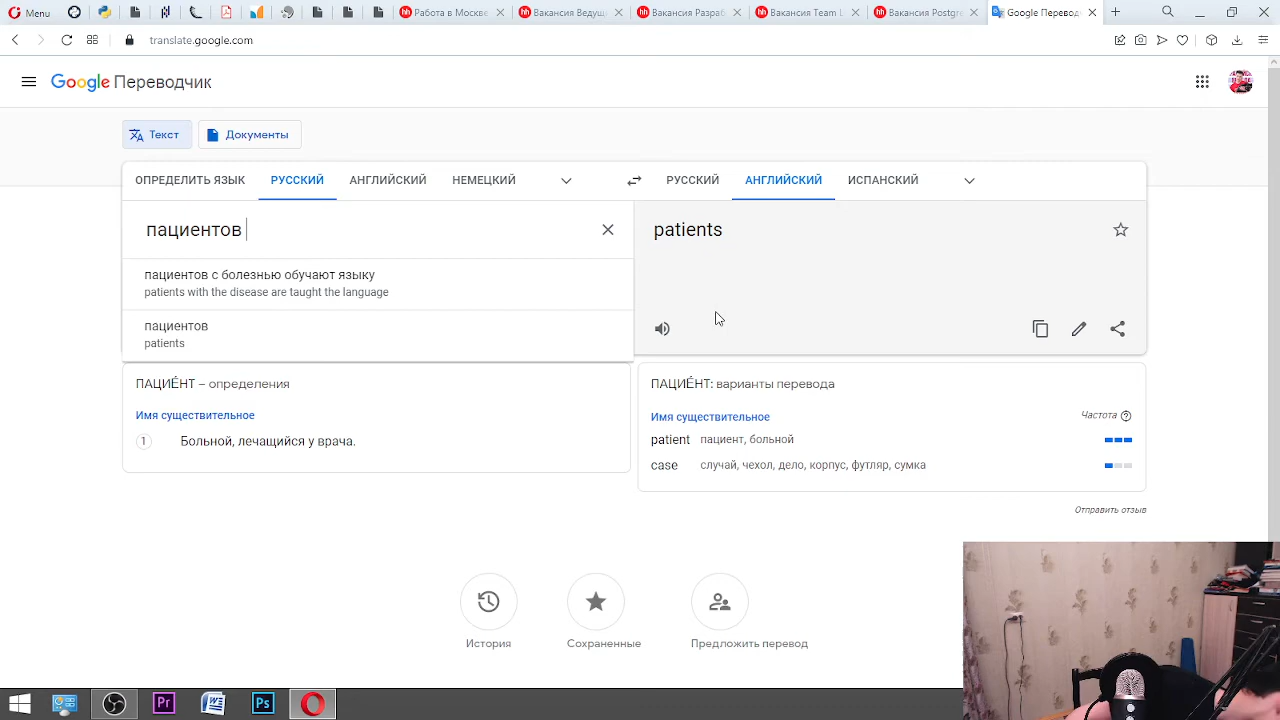 Menu
Работа в Москве
Вакансия Ведущ
Вакансия Разраб
Вакансия Team L
Вакансия Postgre
Google Перевод
translate.google.com
Google Переводчик
Текст
Документы
ОПРЕДЕЛИТЬ ЯЗЫК РУССКИЙ АНГЛИЙСКИЙ НЕМЕЦКИЙ
РУССКИЙ АНГЛИЙСКИЙ ИСПАНСКИЙ
пациентов
patients
пациентов с болезнью обучают языку
patients with the disease are taught the language
пациентов
patients
ПАЦИЕ́НТ – определения
Имя существительное
1 Больной, лечащийся у врача.
ПАЦИЕ́НТ: варианты перевода
Имя существительное Частота
patient пациент, больной
case случай, чехол, дело, корпус, футляр, сумка
Отправить отзыв
История
Сохраненные
Предложить перевод
Pr
Ps